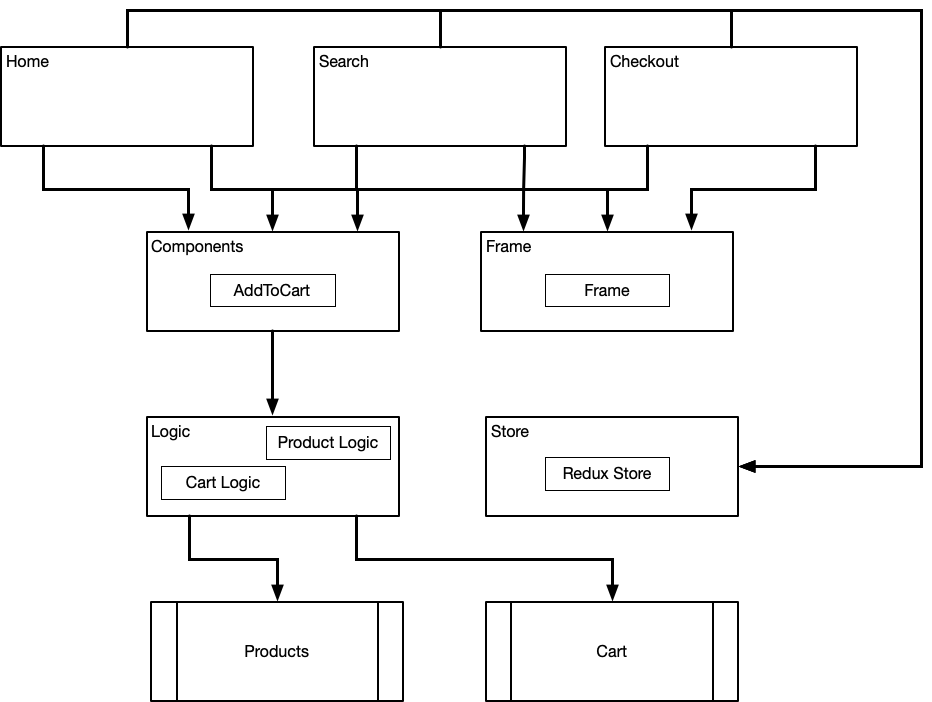 Home
Search
Checkout
Components
AddToCart
Frame
Frame
Logic
Product Logic
Cart Logic
Store
Redux Store
Products
Cart